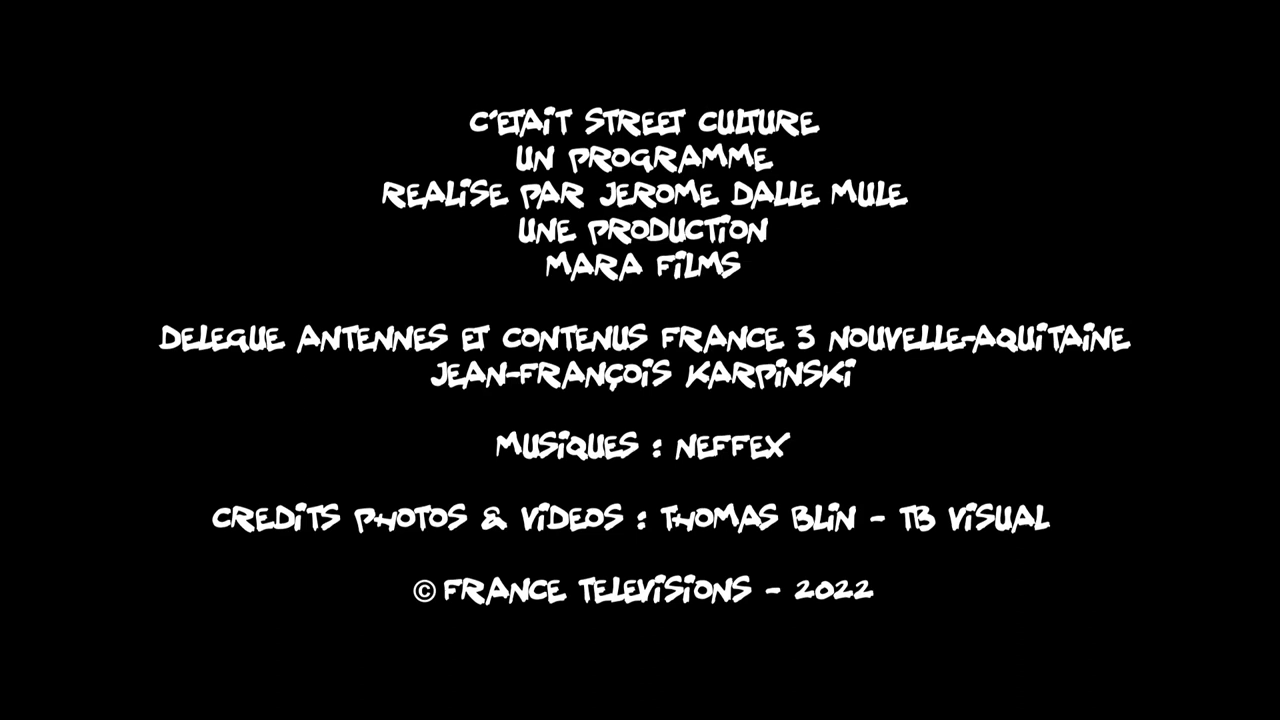 C'ETAIT STREET CULTURE
UN PROGRAMME
REALISE PAR JEROME DALLE MULE
UNE PRODUCTION
MARA FILMS
DELEGUE ANTENNES ET CONTENUS FRANCE 3 NOUVELLE-AQUITAINE
JEAN-FRANÇOIS KARPINSKI
MUSIQUES : NEFFEX
CREDITS PHOTOS & VIDEOS : THOMAS BLIN - TB VISUAL
© FRANCE TELEVISIONS - 2022